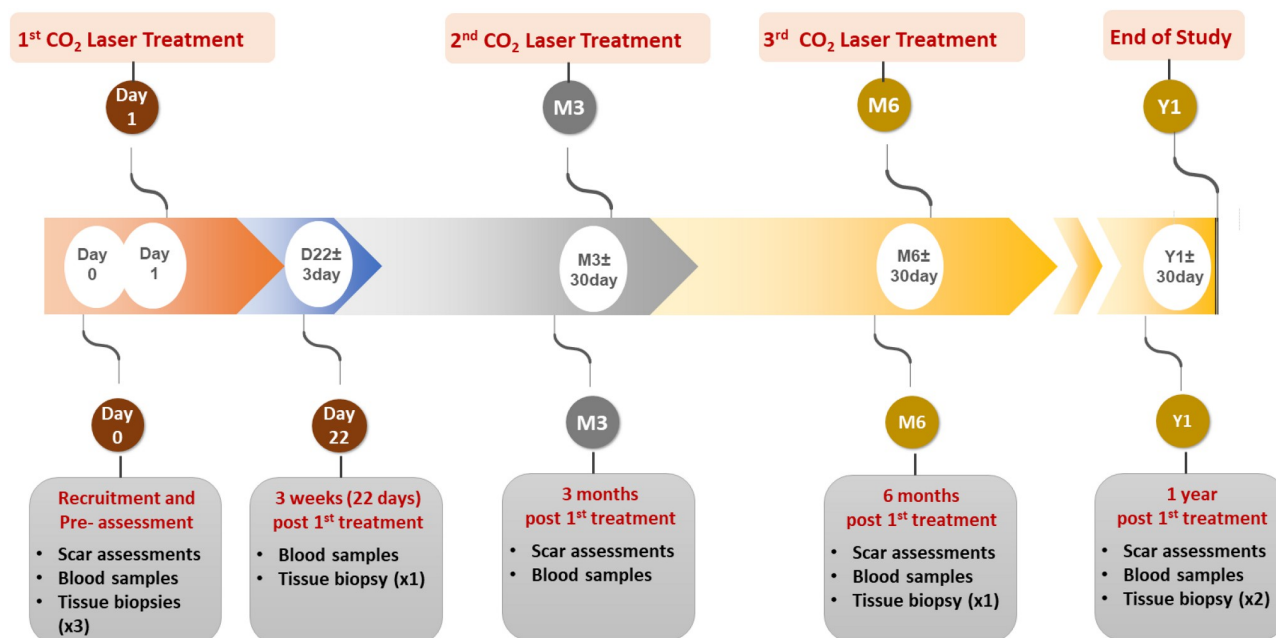 1st CO2 Laser Treatment
2nd CO2 Laser Treatment
3rd CO2 Laser Treatment
End of Study
Day
1
M3
M6
Y1
Day
0
Day
1
D22±
3day
M3±
30day
M6±
30day
Y1±
30day
Day
0
Day
22
M3
M6
Y1
Recruitment and
Pre- assessment
• Scar assessments
• Blood samples
• Tissue biopsies
(x3)
3 weeks (22 days)
post 1st treatment
• Blood samples
• Tissue biopsy (x1)
3 months
post 1st treatment
• Scar assessments
• Blood samples
6 months
post 1st treatment
• Scar assessments
• Blood samples
• Tissue biopsy (x1)
1 year
post 1st treatment
• Scar assessments
• Blood samples
• Tissue biopsy (x2)